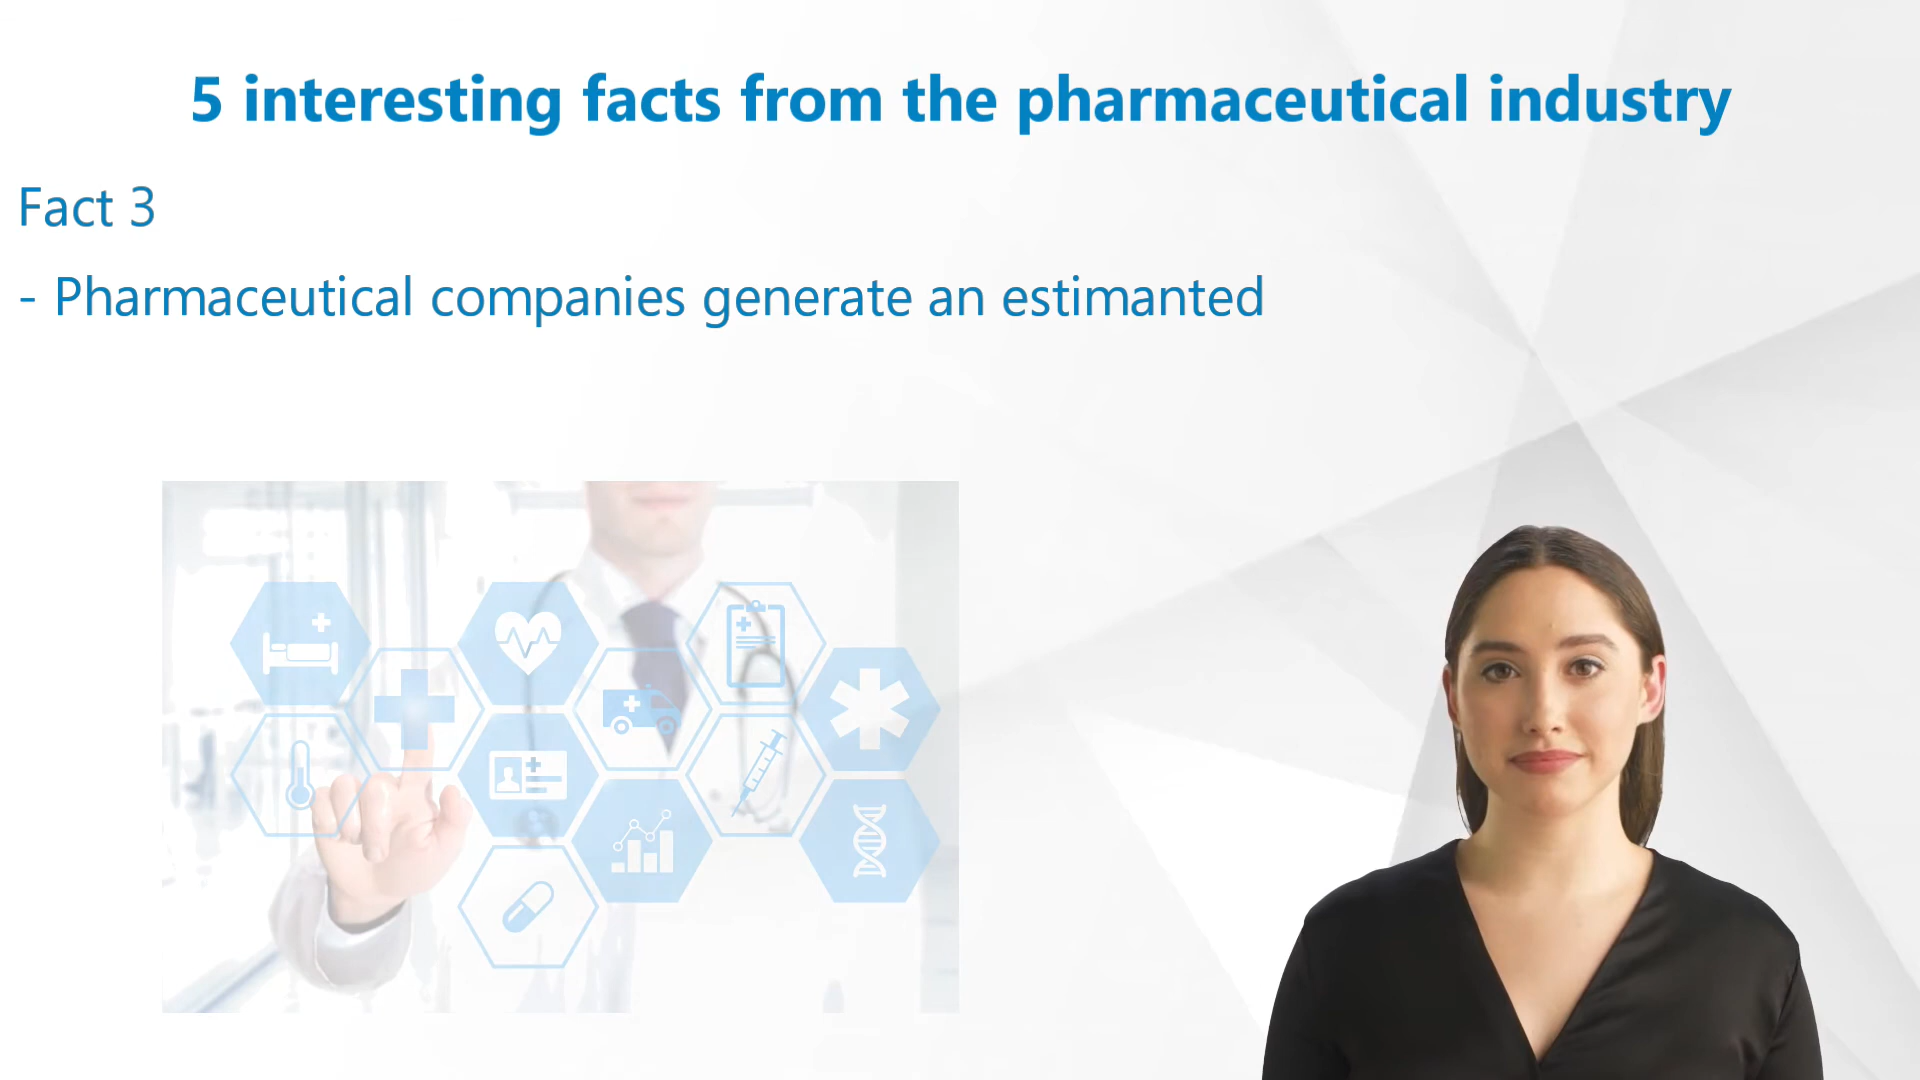 5 interesting facts from the pharmaceutical industry
Fact 3
- Pharmaceutical companies generate an estimanted